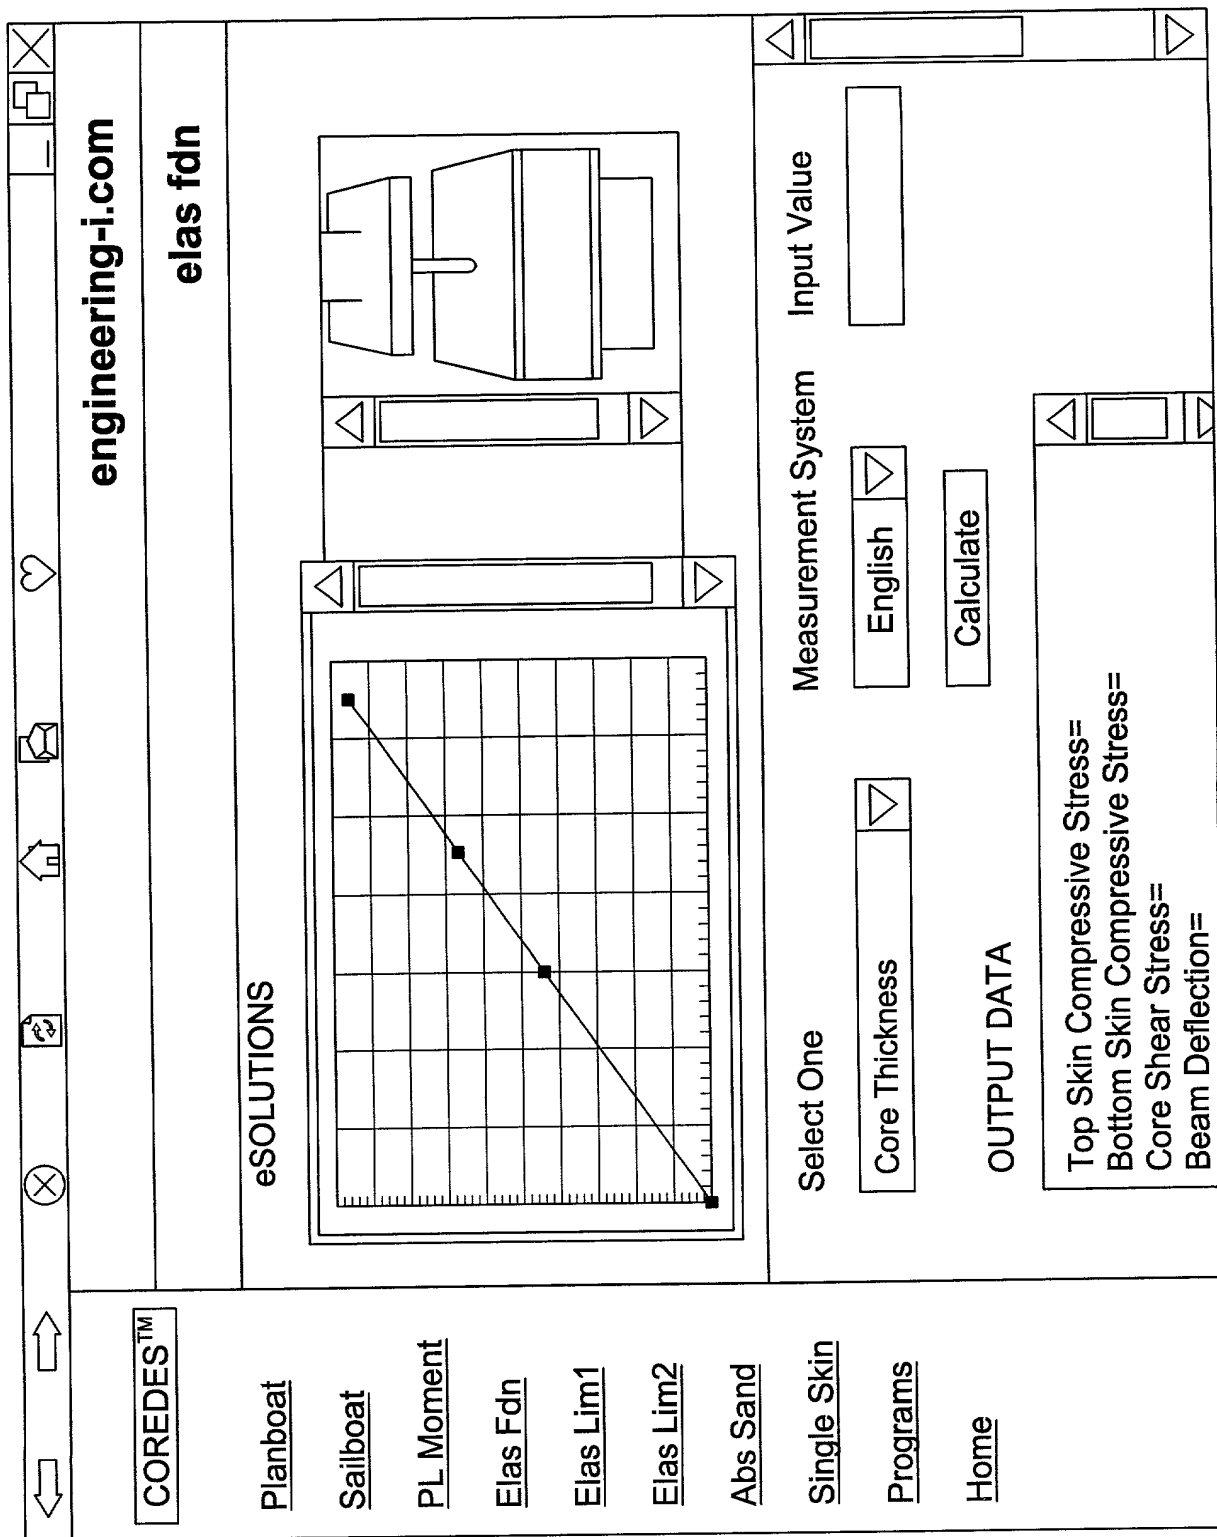 engineering-i.com
elas fdn
COREDES™
Planboat
Sailboat
PL Moment
Elas Fdn
Elas Lim1
Elas Lim2
Abs Sand
Single Skin
Programs
Home
eSOLUTIONS
Select One
Measurement System
Input Value
Core Thickness
English
Calculate
OUTPUT DATA
Top Skin Compressive Stress=
Bottom Skin Compressive Stress=
Core Shear Stress=
Beam Deflection=